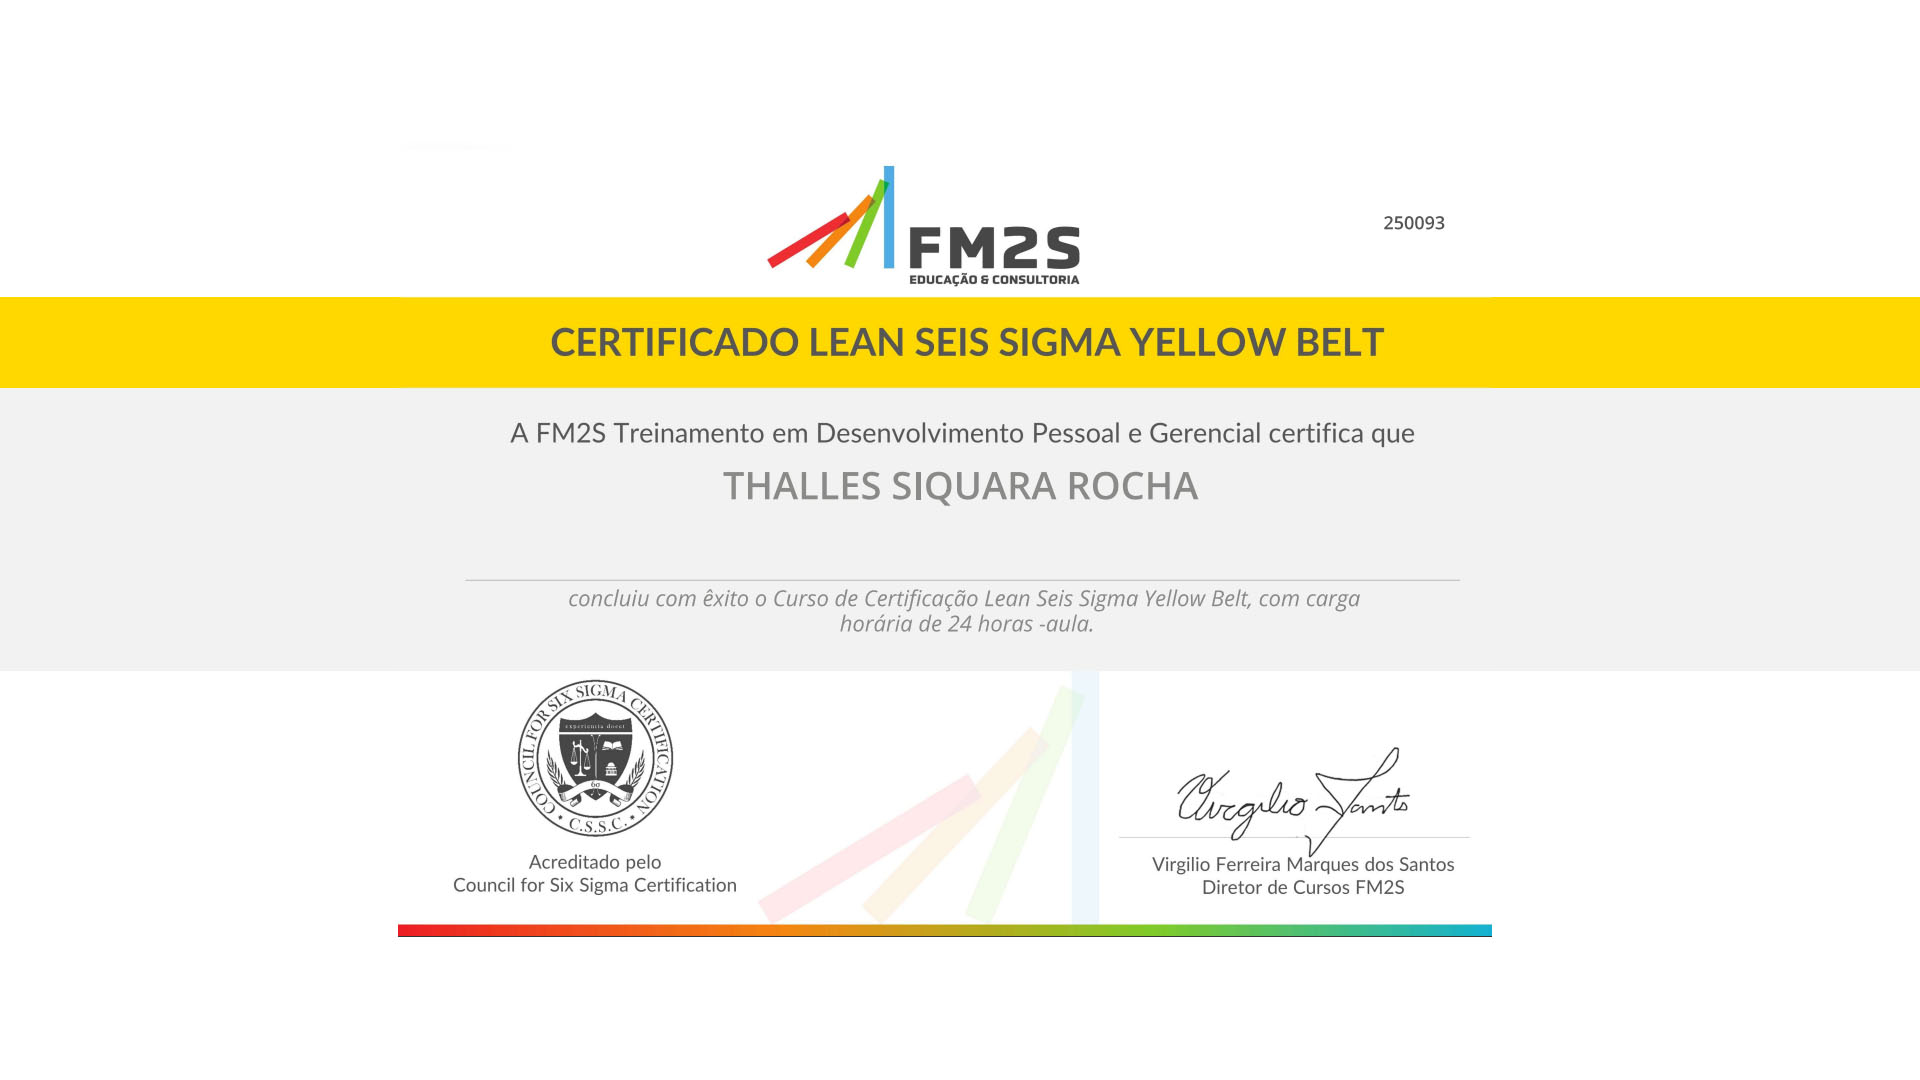 FM2S
EDUCAÇÃO & CONSULTORIA
250093
CERTIFICADO LEAN SEIS SIGMA YELLOW BELT
A FM2S Treinamento em Desenvolvimento Pessoal e Gerencial certifica que
THALLES SIQUARA ROCHA
concluiu com êxito o Curso de Certificação Lean Seis Sigma Yellow Belt, com carga
horária de 24 horas -aula.
COUNCIL FOR SIX SIGMA CERTIFICATION
experientia docet
6σ
• C.S.S.C. •
Acreditado pelo
Council for Six Sigma Certification
Virgilio Santos
Virgilio Ferreira Marques dos Santos
Diretor de Cursos FM2S